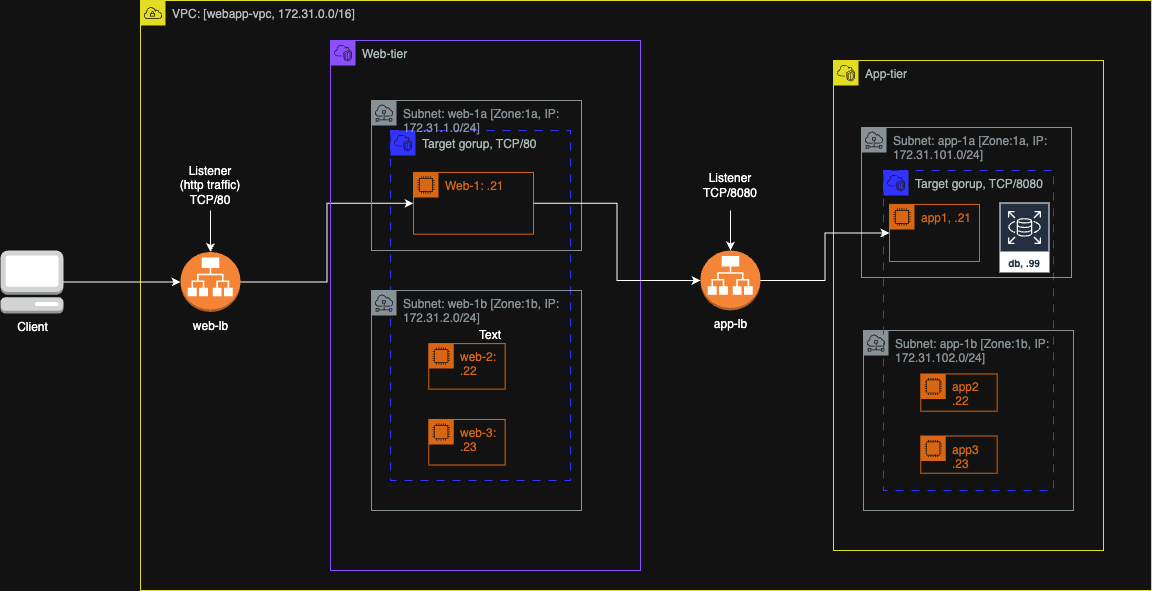 VPC: [webapp-vpc, 172.31.0.0/16]
Web-tier
App-tier
Subnet: web-1a [Zone:1a, IP:
172.31.1.0/24]
Target gorup, TCP/80
Web-1: .21
Listener
(http traffic)
TCP/80
Listener
TCP/8080
Subnet: app-1a [Zone:1a, IP:
172.31.101.0/24]
Target gorup, TCP/8080
app1, .21
db, .99
Client
web-lb
app-lb
Subnet: web-1b [Zone:1b, IP:
172.31.2.0/24]
Text
web-2:
.22
web-3:
.23
Subnet: app-1b [Zone:1b, IP:
172.31.102.0/24]
app2
.22
app3
.23